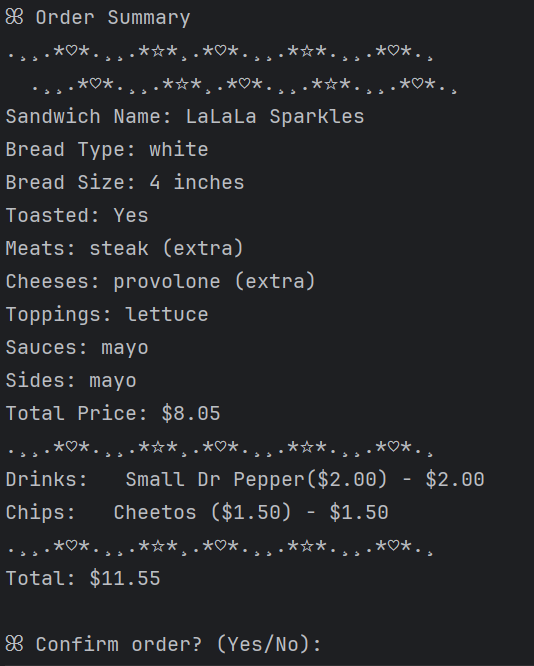 ꕥ Order Summary
.¸¸.*♡*.¸¸.*☆*¸.*♡*.¸¸.*☆*.¸¸.*♡*.¸
.¸¸.*♡*.¸¸.*☆*¸.*♡*.¸¸.*☆*.¸¸.*♡*.¸
Sandwich Name: LaLaLa Sparkles
Bread Type: white
Bread Size: 4 inches
Toasted: Yes
Meats: steak (extra)
Cheeses: provolone (extra)
Toppings: lettuce
Sauces: mayo
Sides: mayo
Total Price: $8.05
.¸¸.*♡*.¸¸.*☆*¸.*♡*.¸¸.*☆*.¸¸.*♡*.¸
Drinks:   Small Dr Pepper($2.00) - $2.00
Chips:   Cheetos ($1.50) - $1.50
.¸¸.*♡*.¸¸.*☆*¸.*♡*.¸¸.*☆*.¸¸.*♡*.¸
Total: $11.55
ꕥ Confirm order? (Yes/No):